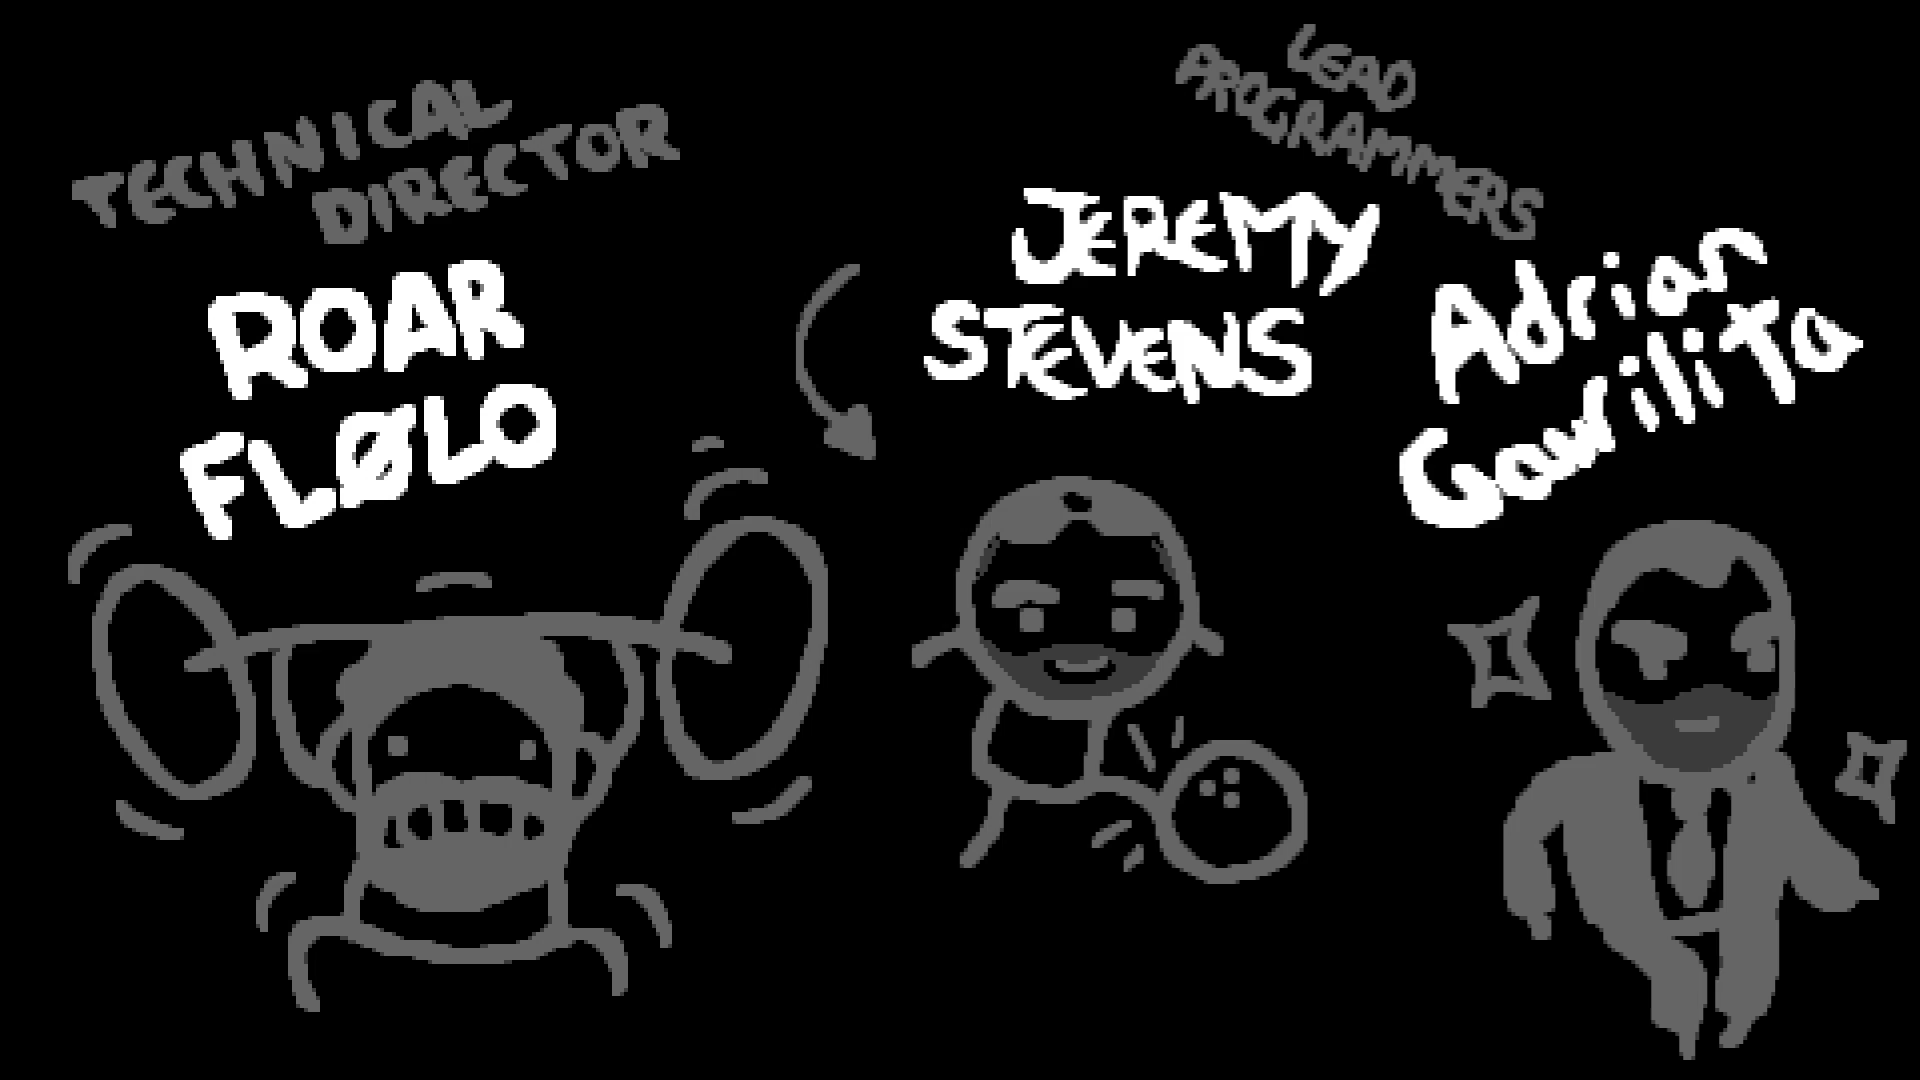 TECHNICAL
DIRECTOR
ROAR
FLØLO
LEAD
PROGRAMMERS
JEREMY
STEVENS
Adrian
Gavrilita